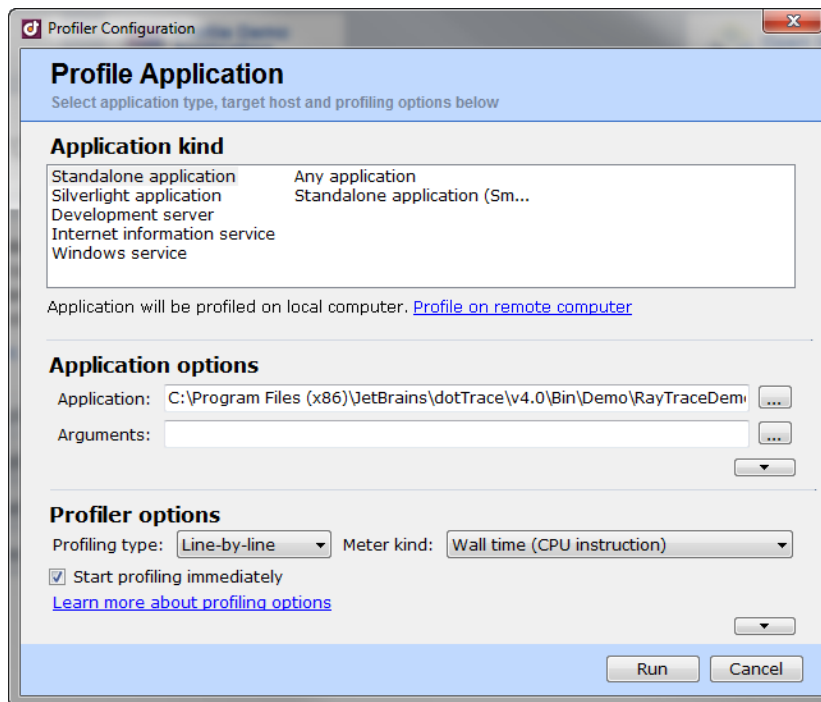 Profiler Configuration
Profile Application
Select application type, target host and profiling options below
Application kind
Standalone application Any application
Silverlight application Standalone application (Sm...
Development server
Internet information service
Windows service
Application will be profiled on local computer. Profile on remote computer
Application options
Application: C:\Program Files (x86)\JetBrains\dotTrace\v4.0\Bin\Demo\RayTraceDemo ...
Arguments: ...
Profiler options
Profiling type: Line-by-line Meter kind: Wall time (CPU instruction)
Start profiling immediately
Learn more about profiling options
Run Cancel